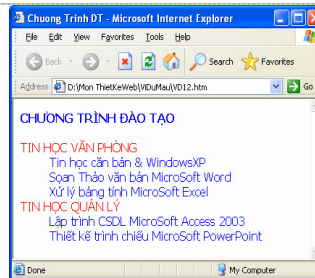 Chuong Trinh DT - Microsoft Internet Explorer
File Edit View Favorites Tools Help
Back Search Favorites
Address D:\Mon ThietKeWeb\ViDuMau\VD12.htm Go
CHƯƠNG TRÌNH ĐÀO TẠO
TIN HỌC VĂN PHÒNG
Tin học căn bản & WindowsXP
Soạn Thảo văn bản MicroSoft Word
Xử lý bảng tính MicroSoft Excel
TIN HỌC QUẢN LÝ
Lập trình CSDL MicroSoft Access 2003
Thiết kế trình chiếu MicroSoft PowerPoint
Done My Computer